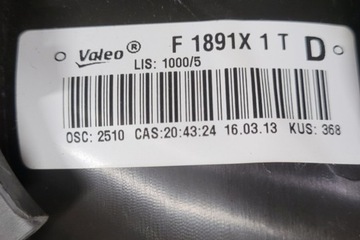 Valeo® F 1891X 1 T D
LIS: 1000/5
OSC: 2510 CAS:20:43:24 16.03.13 KUS: 368